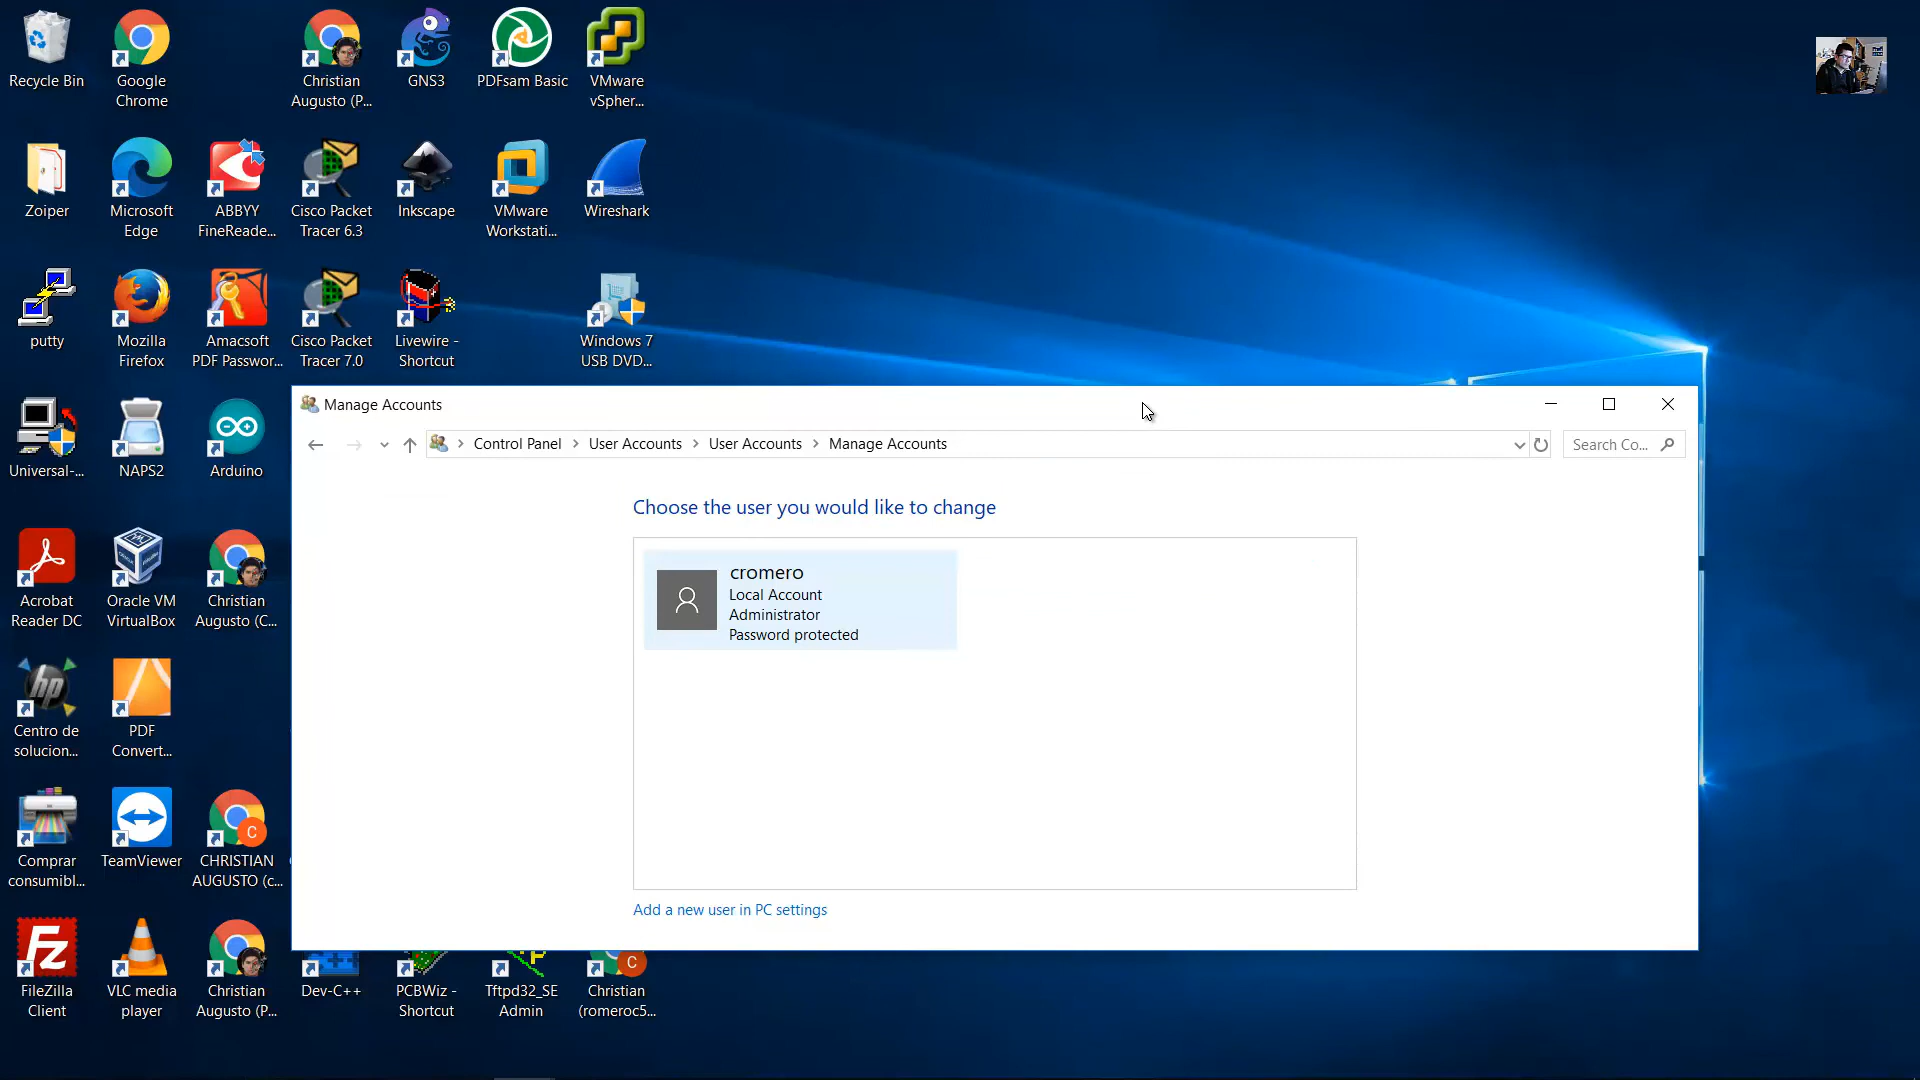 Recycle Bin
Google
Chrome
Christian
Augusto (P...
GNS3
PDFsam Basic
VMware
vSpher...
Zoiper
Microsoft
Edge
ABBYY
FineReade...
Cisco Packet
Tracer 6.3
Inkscape
VMware
Workstati...
Wireshark
putty
Mozilla
Firefox
Amacsoft
PDF Passwor...
Cisco Packet
Tracer 7.0
Livewire -
Shortcut
Windows 7
USB DVD...
Universal-...
NAPS2
Arduino
Acrobat
Reader DC
Oracle VM
VirtualBox
Christian
Augusto (C...
hp
Centro de
solucion...
PDF
Convert...
Comprar
consumibl...
TeamViewer
C
CHRISTIAN
AUGUSTO (c...
Fz
FileZilla
Client
VLC media
player
Christian
Augusto (P...
Dev-C++
PCBWiz -
Shortcut
Tftpd32_SE
Admin
C
Christian
(romeroc5...
Manage Accounts
Control Panel > User Accounts > User Accounts > Manage Accounts
Search Co...
Choose the user you would like to change
cromero
Local Account
Administrator
Password protected
Add a new user in PC settings